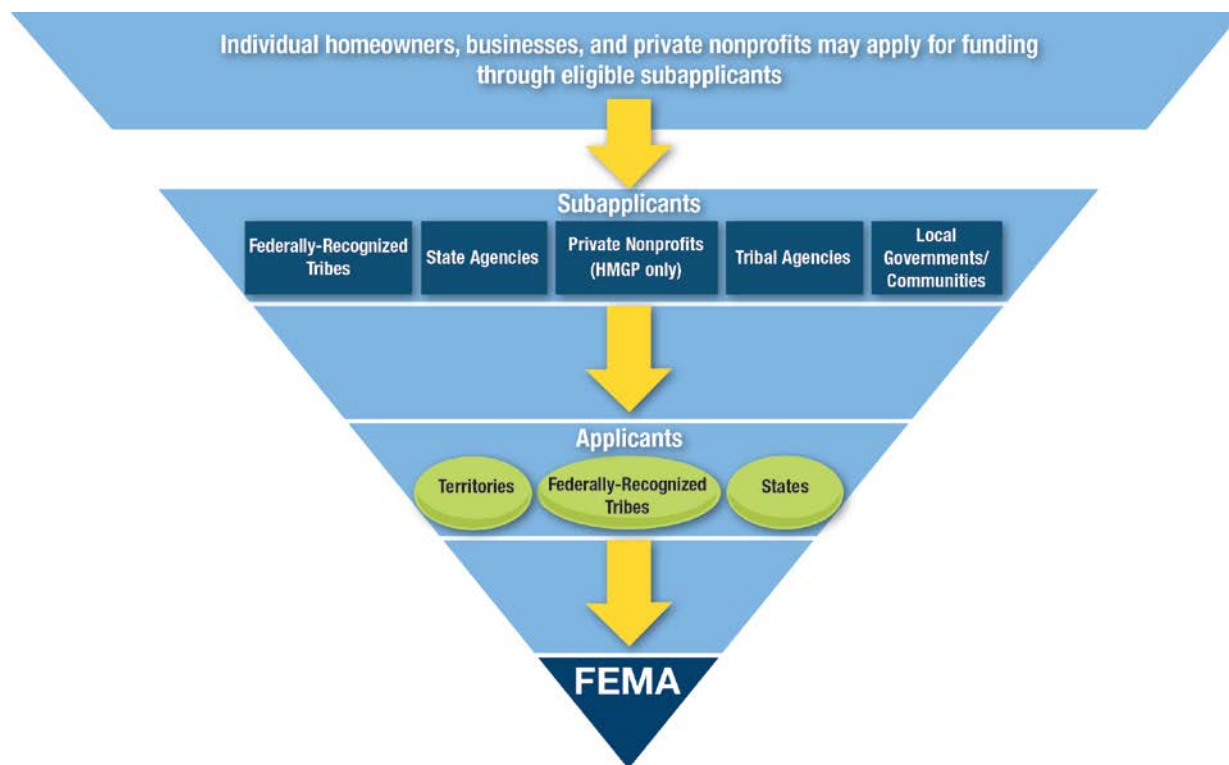 Individual homeowners, businesses, and private nonprofits may apply for funding
through eligible subapplicants
Subapplicants
Federally-Recognized
Tribes
State Agencies
Private Nonprofits
(HMGP only)
Tribal Agencies
Local
Governments/
Communities
Applicants
Territories
Federally-Recognized
Tribes
States
FEMA